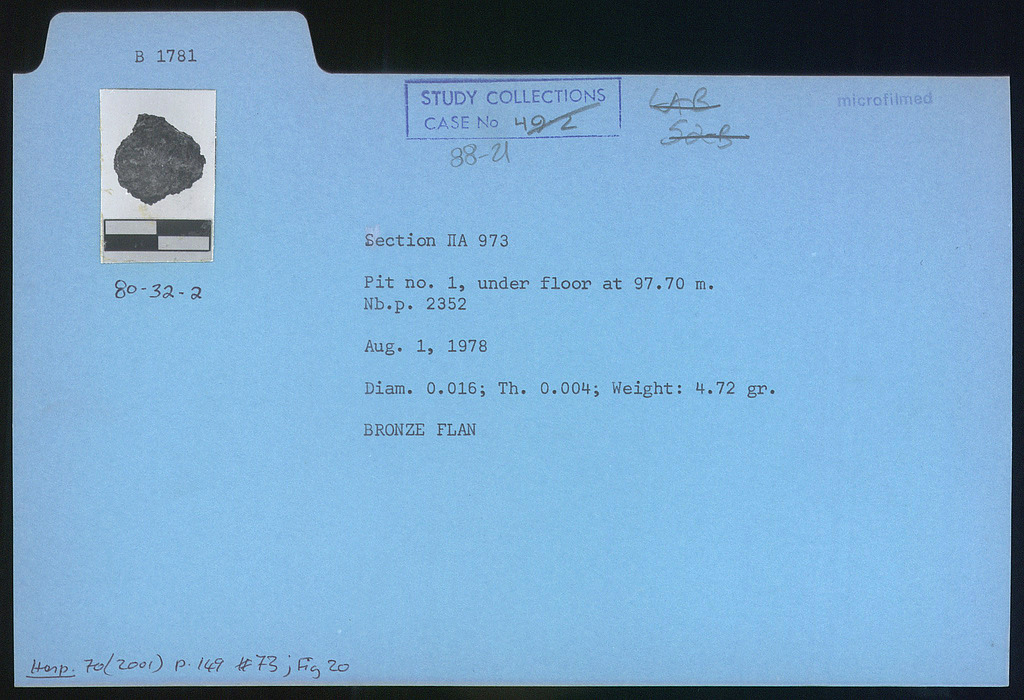 B 1781
STUDY COLLECTIONS
CASE No 49-2
88-21
LAB
52-B
microfilmed
80-32-2
Section IIA 973
Pit no. 1, under floor at 97.70 m.
Nb.p. 2352
Aug. 1, 1978
Diam. 0.016; Th. 0.004; Weight: 4.72 gr.
BRONZE FLAN
Hesp. 70 (2001) p. 149 #73; Fig 20